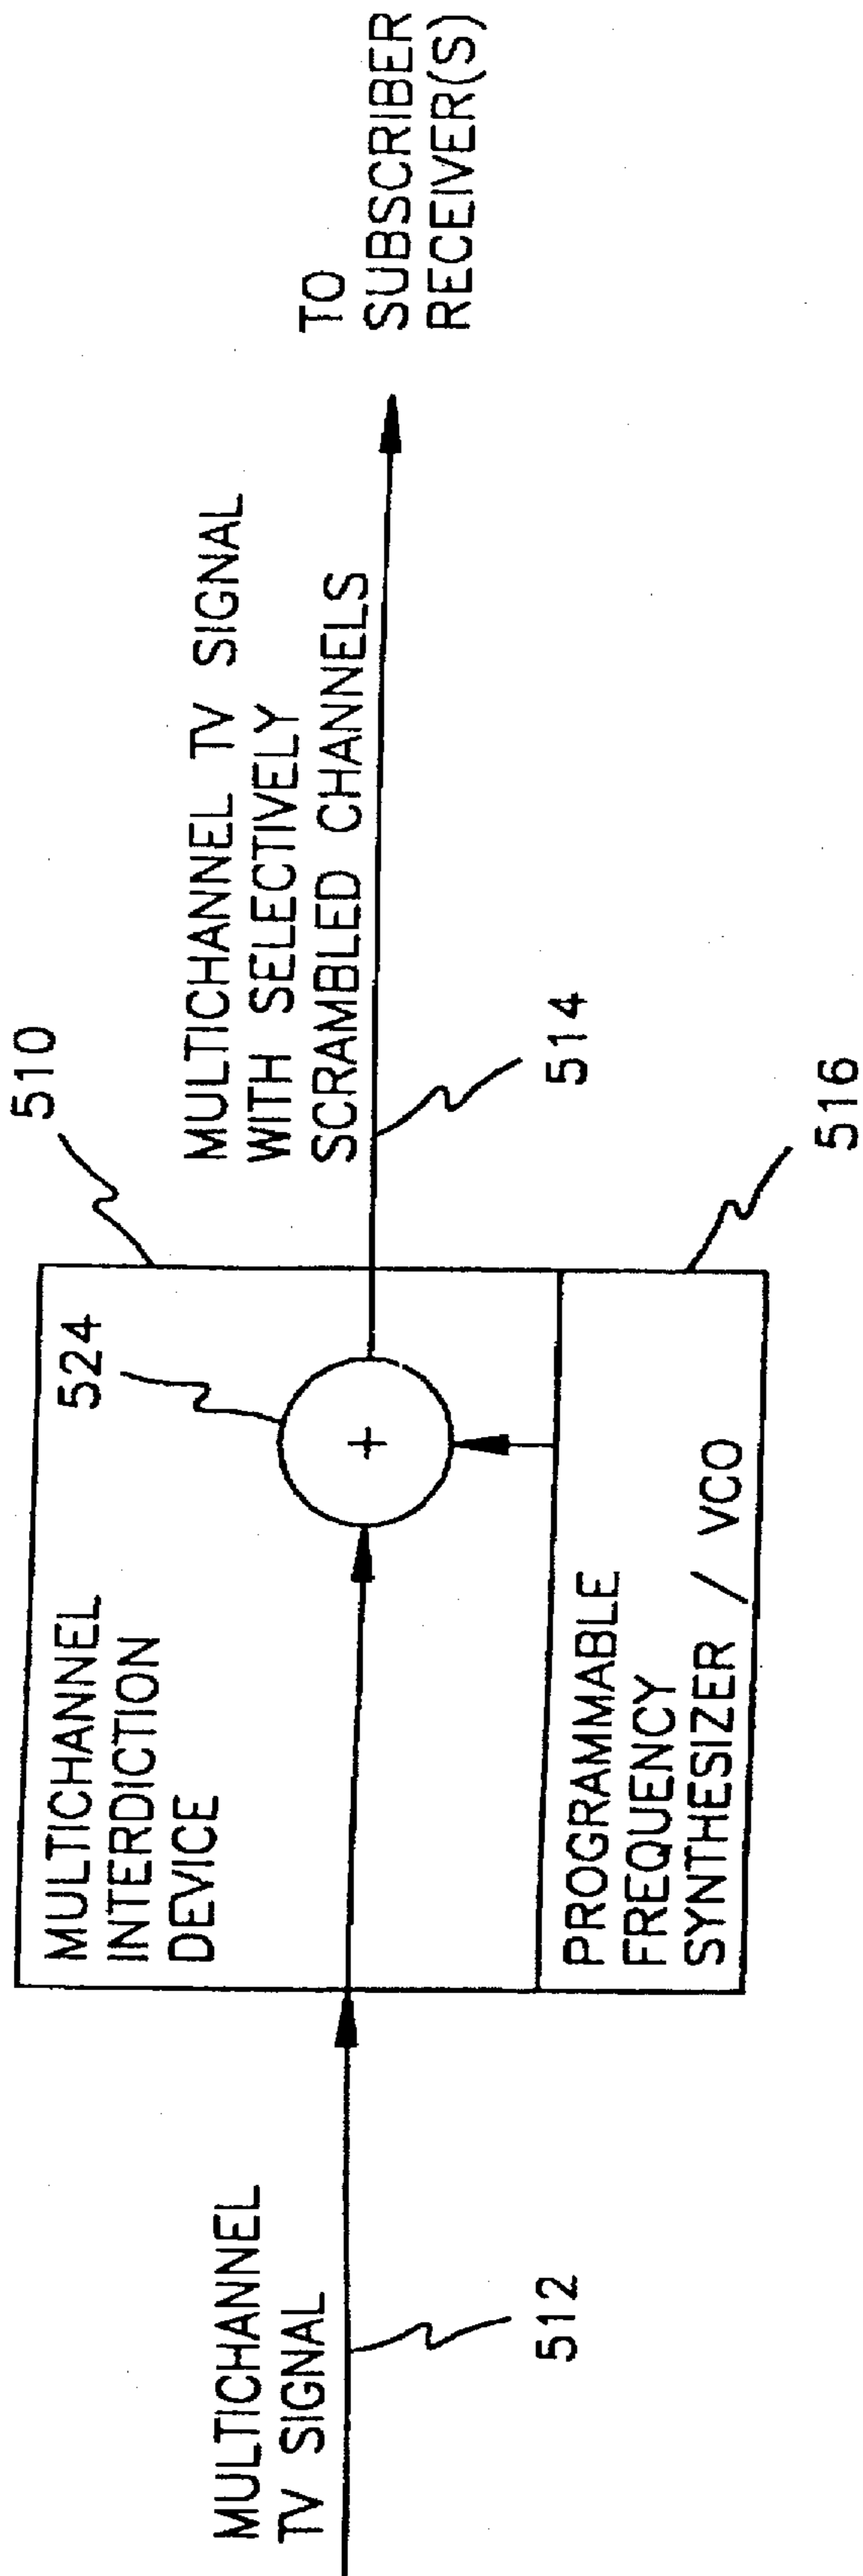 MULTICHANNEL
TV SIGNAL
512
MULTICHANNEL
INTERDICTION
DEVICE
524
+
PROGRAMMABLE
FREQUENCY
SYNTHESIZER / VCO
510
516
MULTICHANNEL TV SIGNAL
WITH SELECTIVELY
SCRAMBLED CHANNELS
514
TO
SUBSCRIBER
RECEIVER(S)